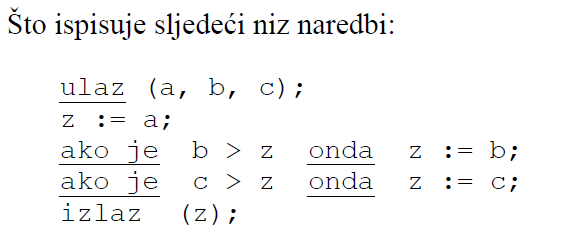 Što ispisuje sljedeći niz naredbi:
ulaz (a, b, c);
z := a;
ako je b > z onda z := b;
ako je c > z onda z := c;
izlaz (z);